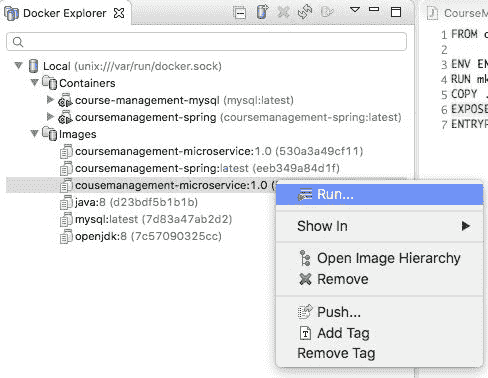 Docker Explorer
Local (unix:///var/run/docker.sock)
Containers
course-management-mysql (mysql:latest)
coursemanagement-spring (coursemanagement-spring:latest)
Images
coursemanagement-microservice:1.0 (530a3a49cf11)
coursemanagement-spring:latest (eeb349a84d1f)
cousemanagement-microservice:1.0
java:8 (d23bdf5b1b1b)
mysql:latest (7d83a47ab2d2)
openjdk:8 (7c57090325cc)
Run...
Show In
Open Image Hierarchy
Remove
Push...
Add Tag
Remove Tag
CourseM
1 FROM
2
3 ENV EN
4 RUN mk
5 COPY .
6 EXPOSE
7 ENTRYP